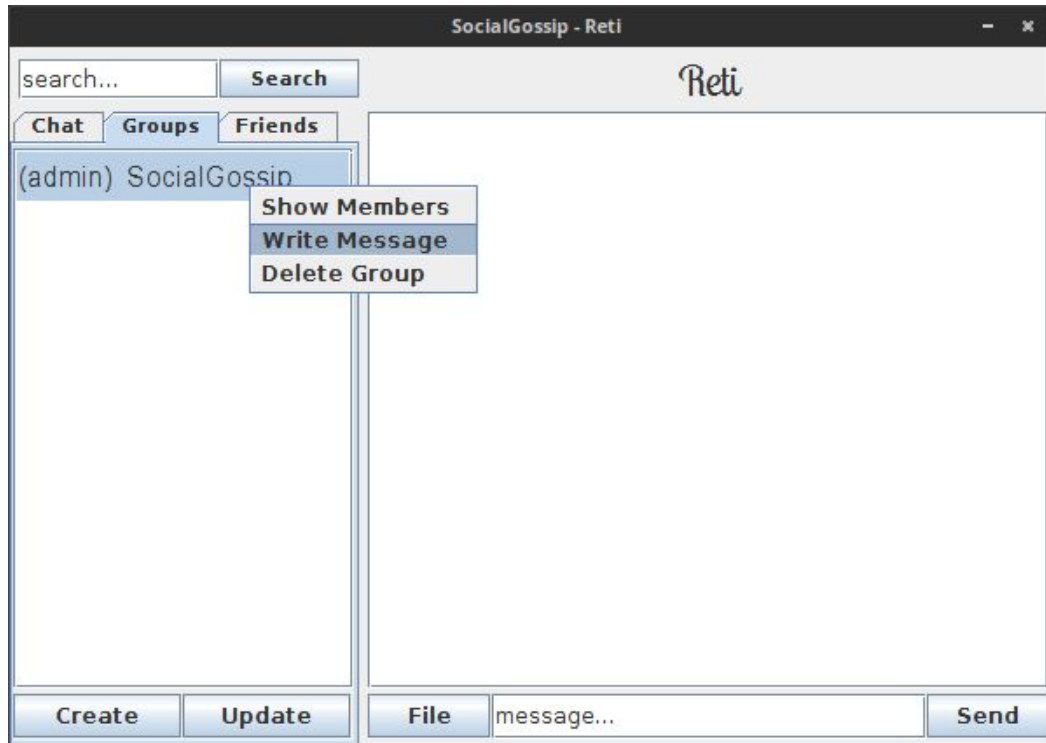 SocialGossip - Reti
search...
Search
Reti
Chat
Groups
Friends
(admin) SocialGossip
Show Members
Write Message
Delete Group
Create
Update
File
message...
Send